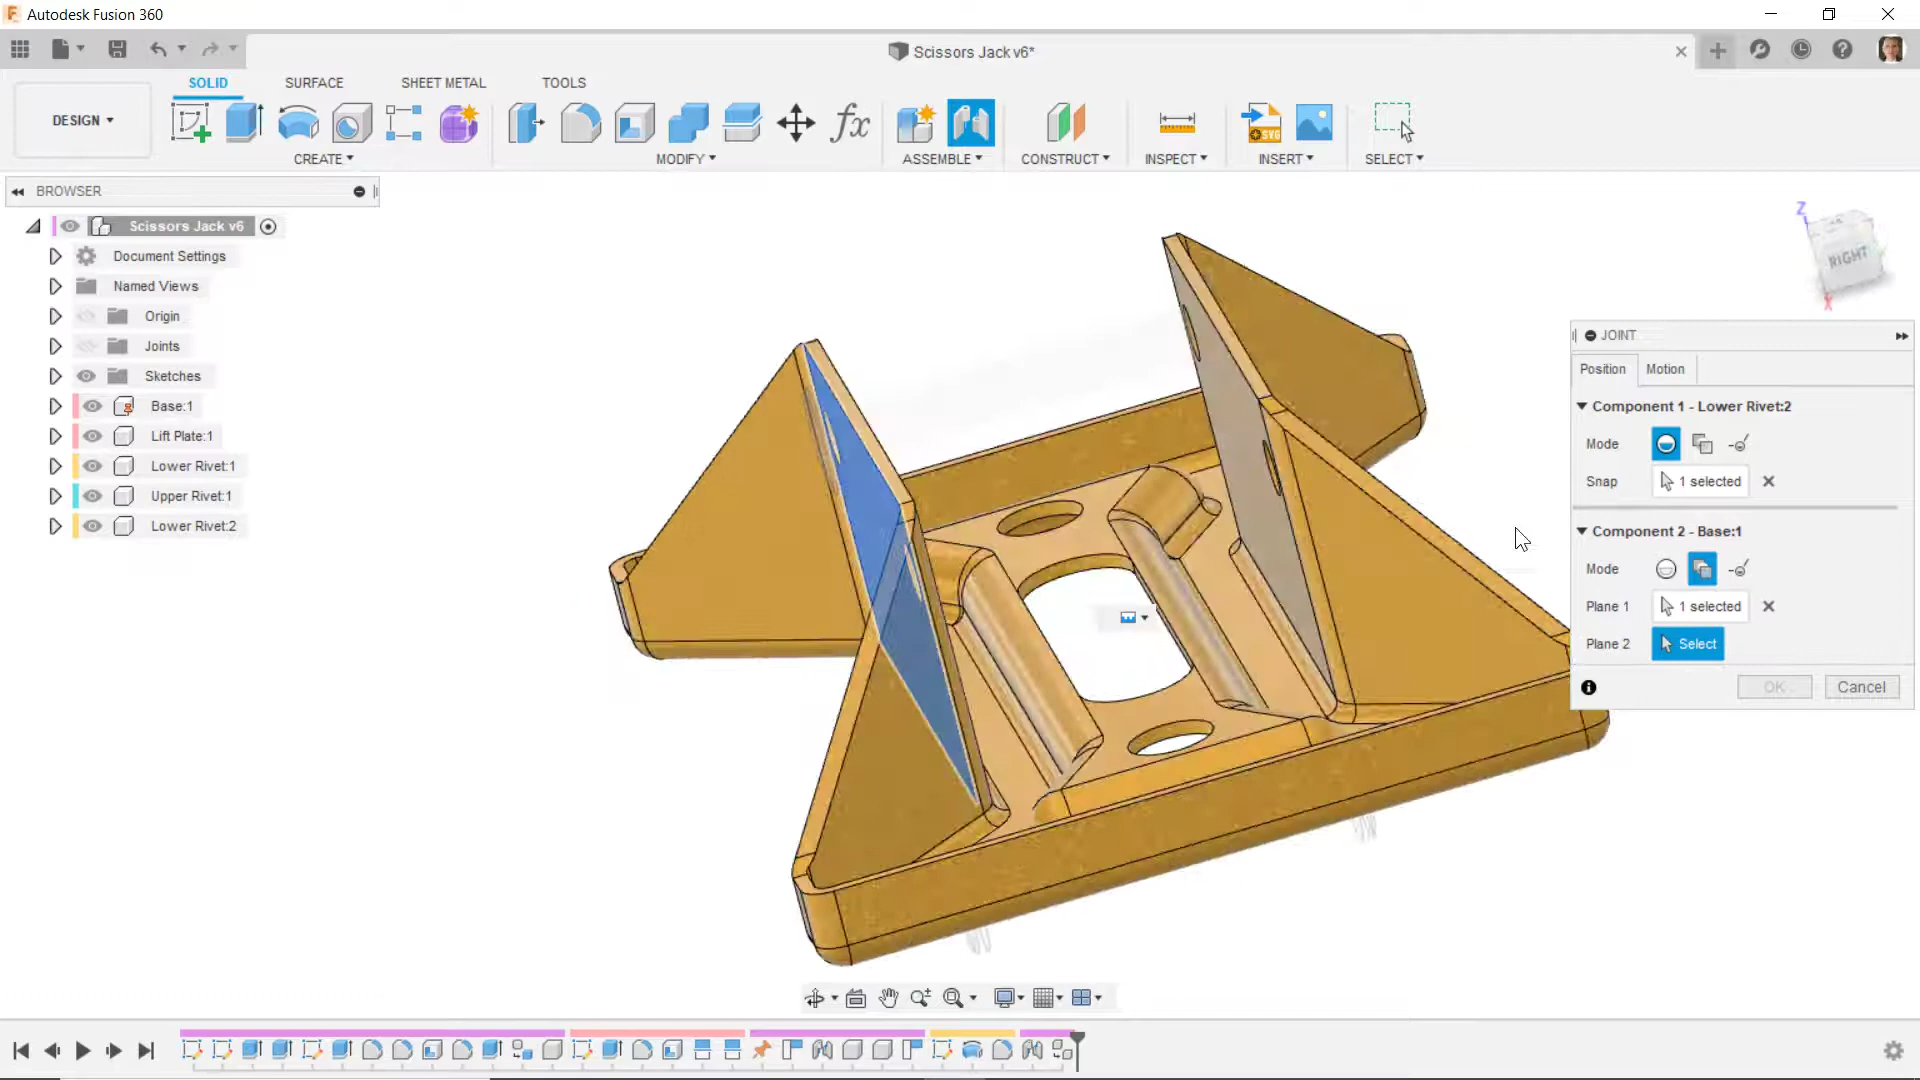 Autodesk Fusion 360
Scissors Jack v6*
SOLID
SURFACE
SHEET METAL
TOOLS
DESIGN
fx
SVG
CREATE
MODIFY
ASSEMBLE
CONSTRUCT
INSPECT
INSERT
SELECT
BROWSER
Scissors Jack v6
Document Settings
Named Views
Origin
Joints
Sketches
Base:1
Lift Plate:1
Lower Rivet:1
Upper Rivet:1
Lower Rivet:2
Z
RIGHT
X
JOINT
Position
Motion
Component 1 - Lower Rivet:2
Mode
Snap
1 selected
Component 2 - Base:1
Mode
Plane 1
1 selected
Plane 2
Select
OK
Cancel